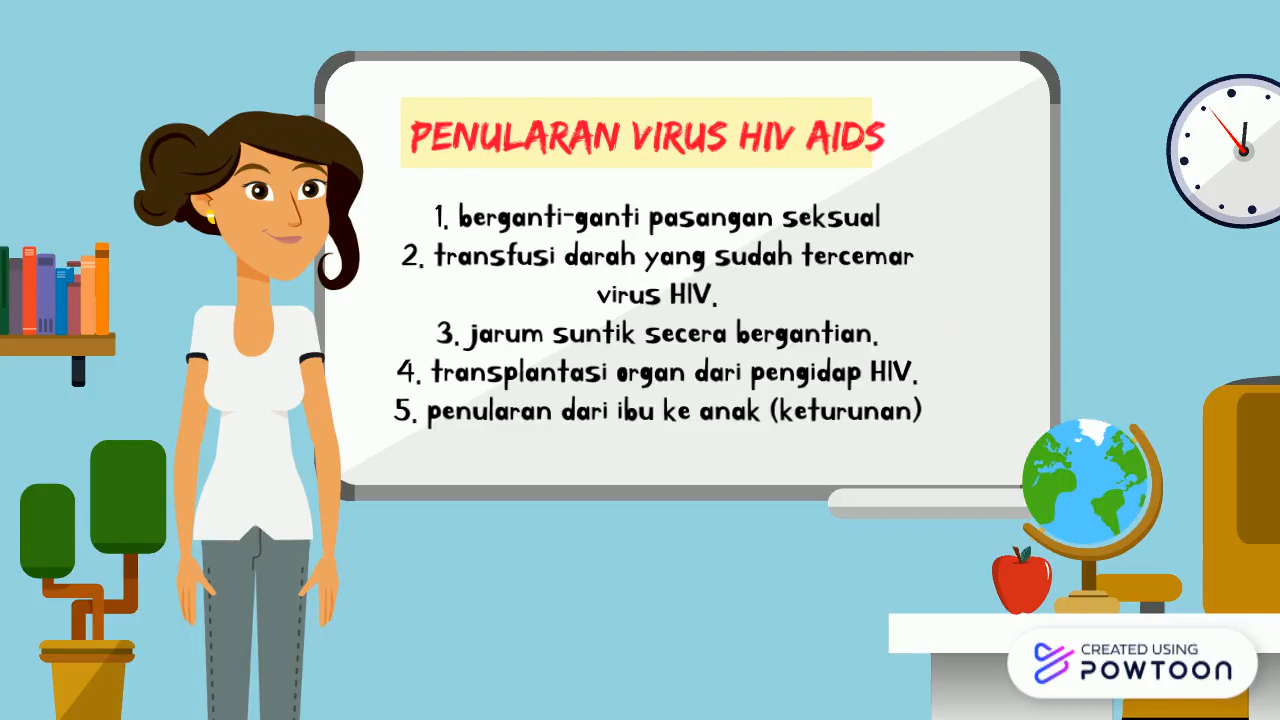 PENULARAN VIRUS HIV AIDS
1. berganti-ganti pasangan seksual
2. transfusi darah yang sudah tercemar
virus HIV.
3. jarum suntik secera bergantian.
4. transplantasi organ dari pengidap HIV.
5. penularan dari ibu ke anak (keturunan)
CREATED USING
POWTOON